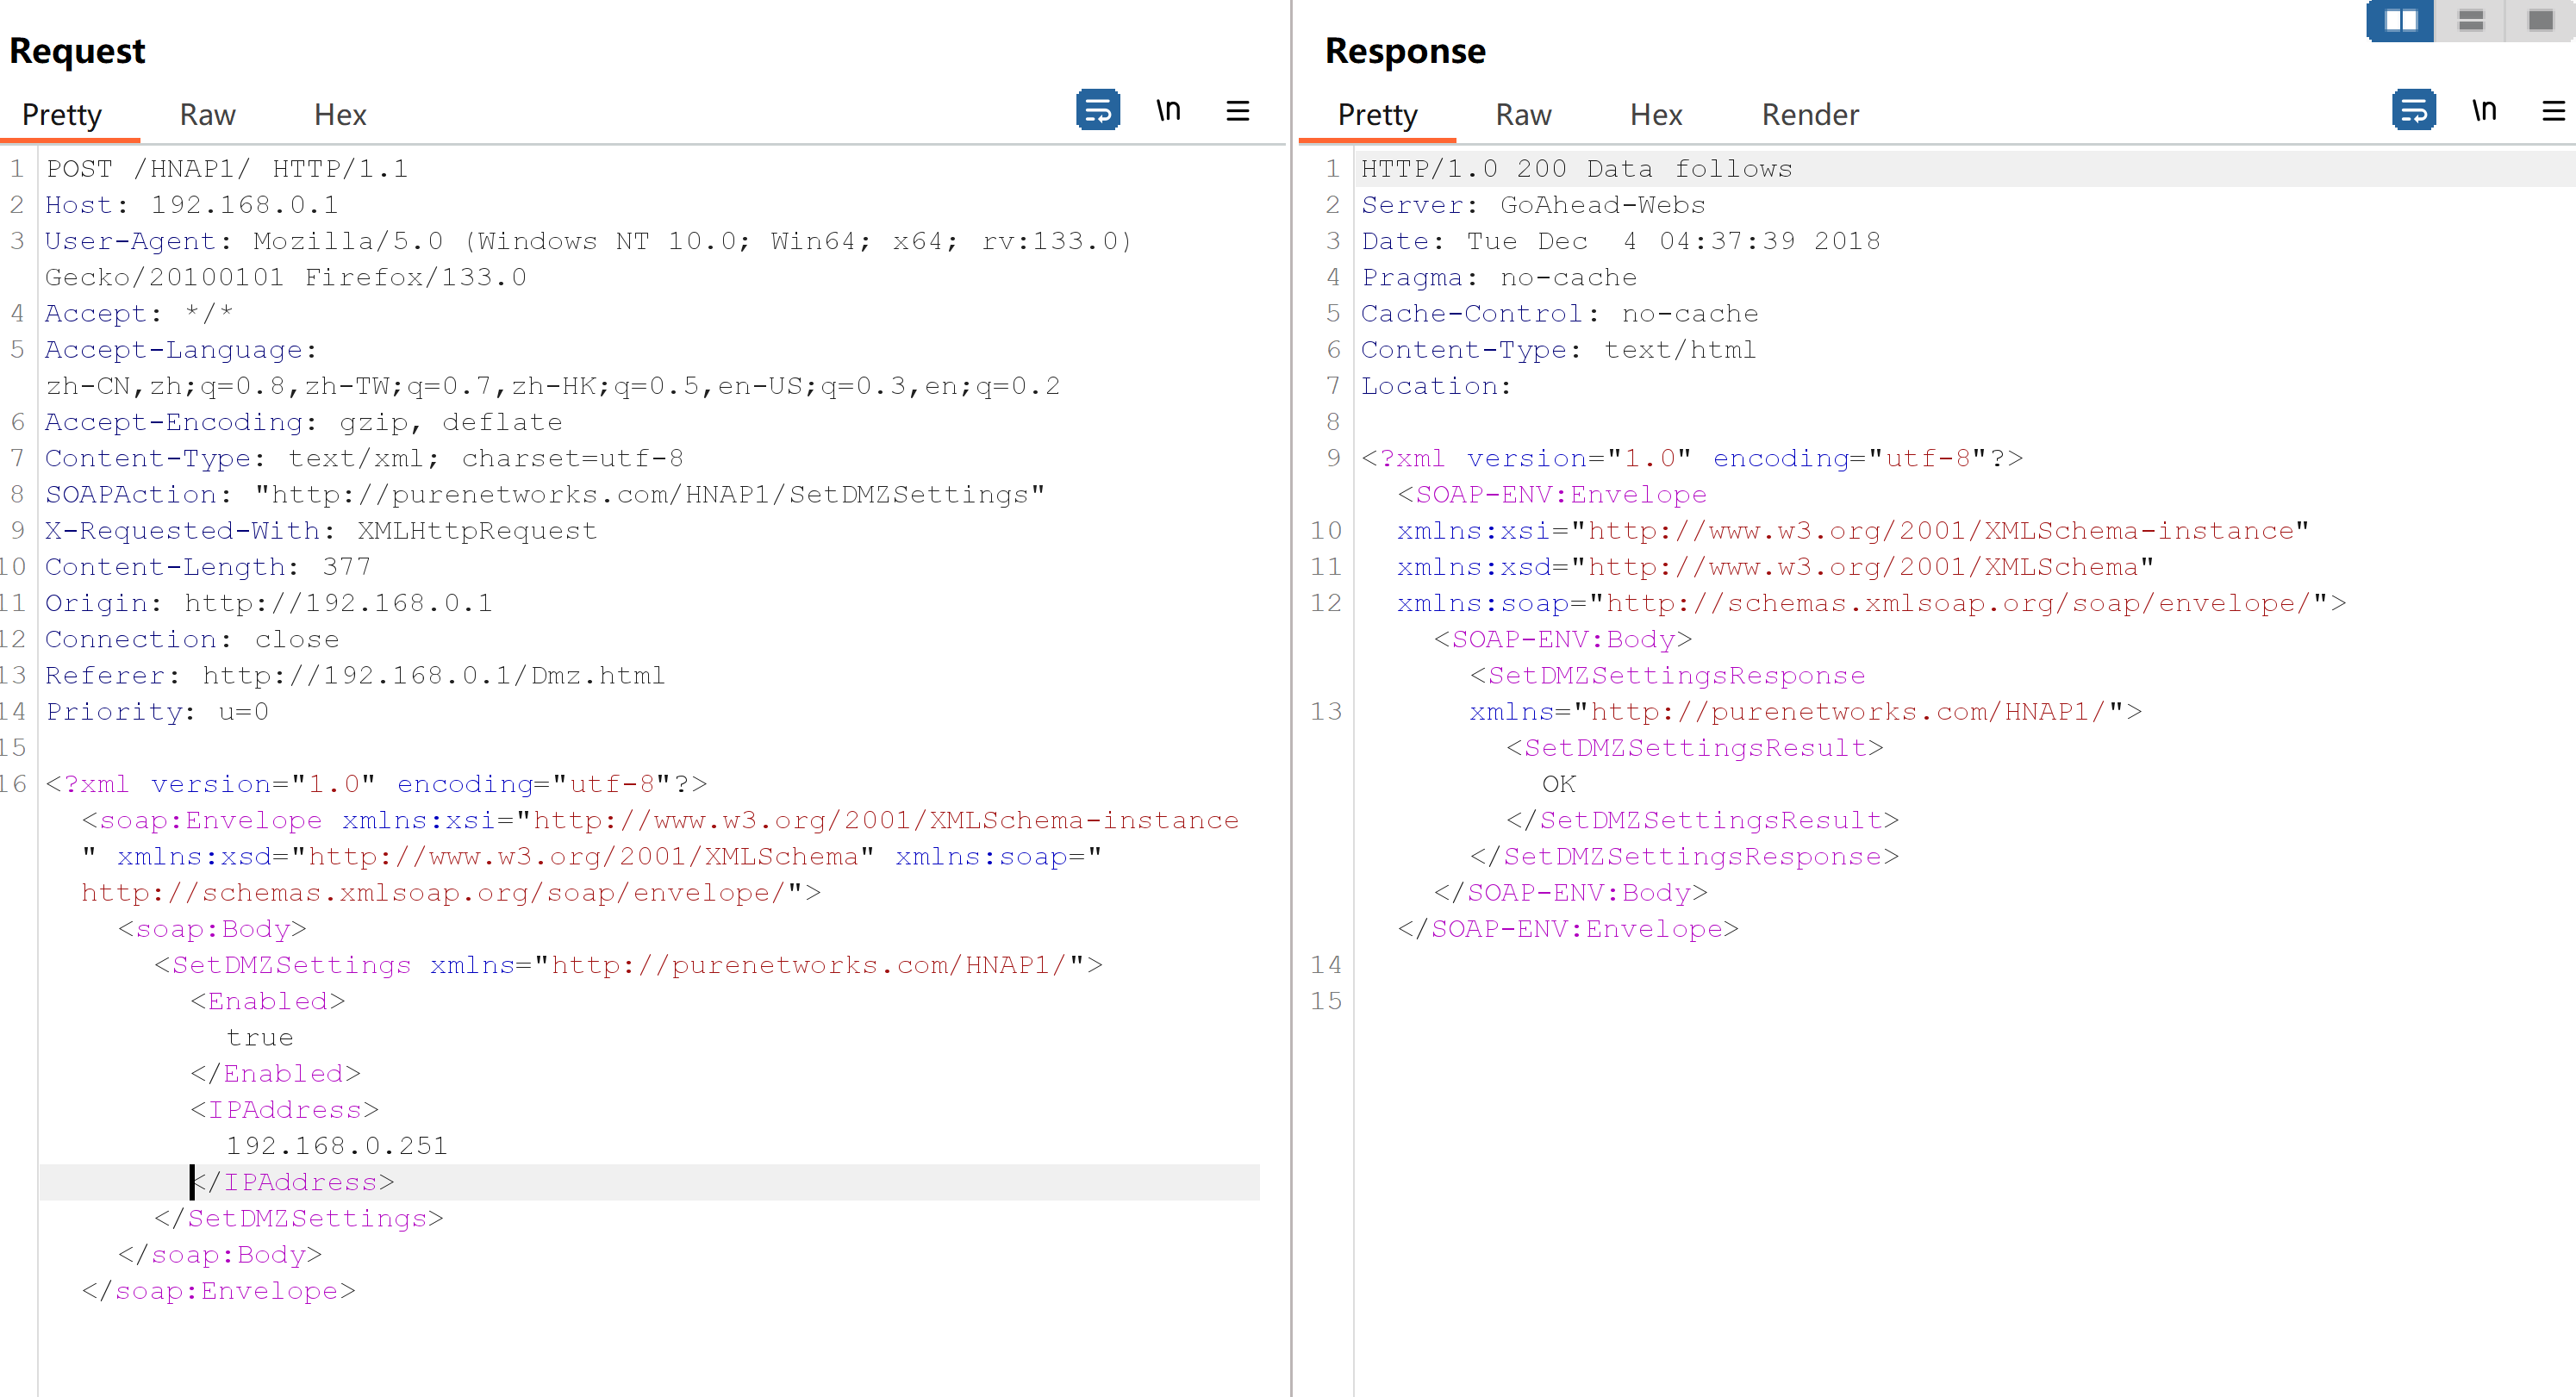 Request
Pretty Raw Hex \n
1 POST /HNAP1/ HTTP/1.1
2 Host: 192.168.0.1
3 User-Agent: Mozilla/5.0 (Windows NT 10.0; Win64; x64; rv:133.0)
Gecko/20100101 Firefox/133.0
4 Accept: */*
5 Accept-Language:
zh-CN,zh;q=0.8,zh-TW;q=0.7,zh-HK;q=0.5,en-US;q=0.3,en;q=0.2
6 Accept-Encoding: gzip, deflate
7 Content-Type: text/xml; charset=utf-8
8 SOAPAction: "http://purenetworks.com/HNAP1/SetDMZSettings"
9 X-Requested-With: XMLHttpRequest
10 Content-Length: 377
11 Origin: http://192.168.0.1
12 Connection: close
13 Referer: http://192.168.0.1/Dmz.html
14 Priority: u=0
15
16 <?xml version="1.0" encoding="utf-8"?>
<soap:Envelope xmlns:xsi="http://www.w3.org/2001/XMLSchema-instance
" xmlns:xsd="http://www.w3.org/2001/XMLSchema" xmlns:soap="
http://schemas.xmlsoap.org/soap/envelope/">
<soap:Body>
<SetDMZSettings xmlns="http://purenetworks.com/HNAP1/">
<Enabled>
true
</Enabled>
<IPAddress>
192.168.0.251
</IPAddress>
</SetDMZSettings>
</soap:Body>
</soap:Envelope>
Response
Pretty Raw Hex Render \n
1 HTTP/1.0 200 Data follows
2 Server: GoAhead-Webs
3 Date: Tue Dec  4 04:37:39 2018
4 Pragma: no-cache
5 Cache-Control: no-cache
6 Content-Type: text/html
7 Location:
8
9 <?xml version="1.0" encoding="utf-8"?>
<SOAP-ENV:Envelope
10 xmlns:xsi="http://www.w3.org/2001/XMLSchema-instance"
11 xmlns:xsd="http://www.w3.org/2001/XMLSchema"
12 xmlns:soap="http://schemas.xmlsoap.org/soap/envelope/">
<SOAP-ENV:Body>
<SetDMZSettingsResponse
13 xmlns="http://purenetworks.com/HNAP1/">
<SetDMZSettingsResult>
OK
</SetDMZSettingsResult>
</SetDMZSettingsResponse>
</SOAP-ENV:Body>
</SOAP-ENV:Envelope>
14
15